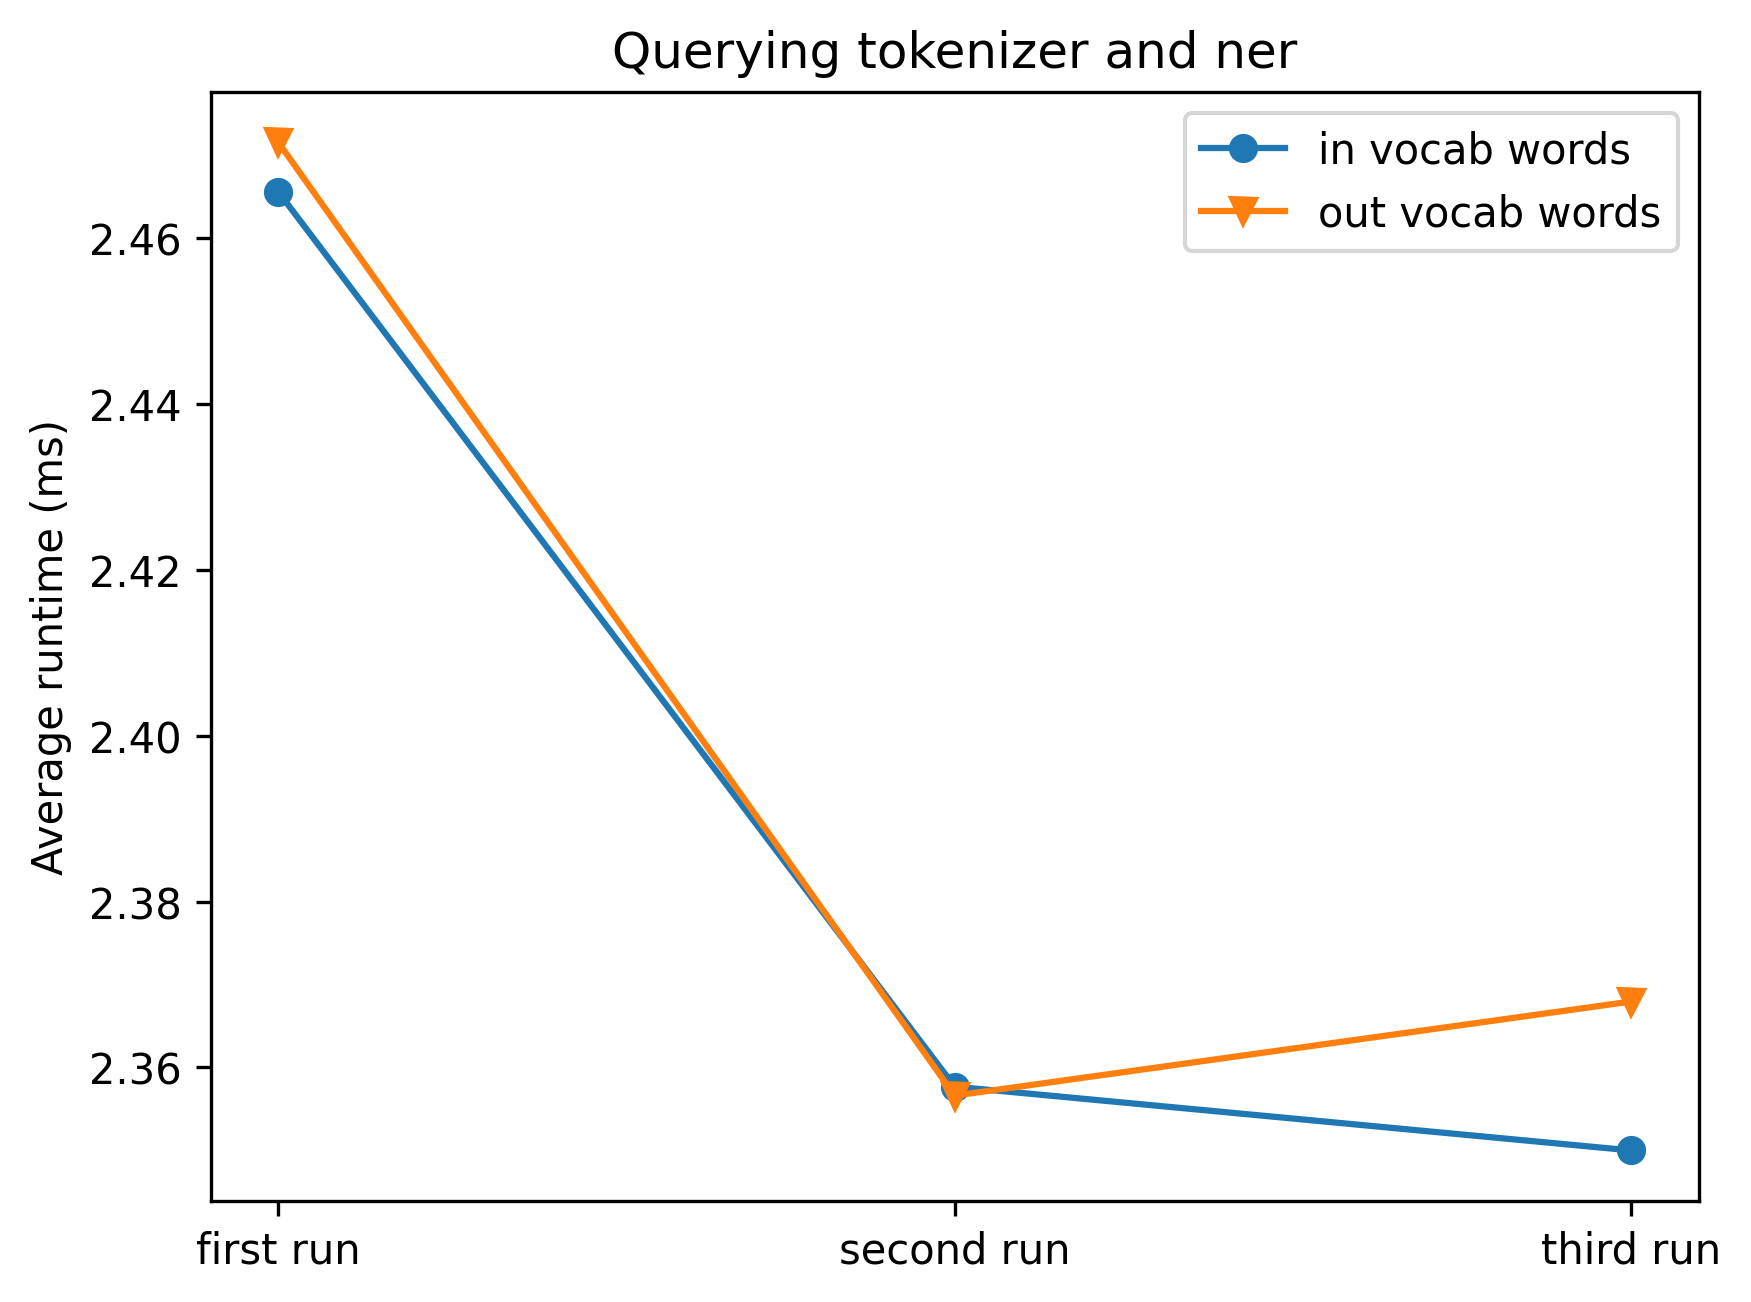 Querying tokenizer and ner
in vocab words
out vocab words
Average runtime (ms)
2.46
2.44
2.42
2.40
2.38
2.36
first run
second run
third run